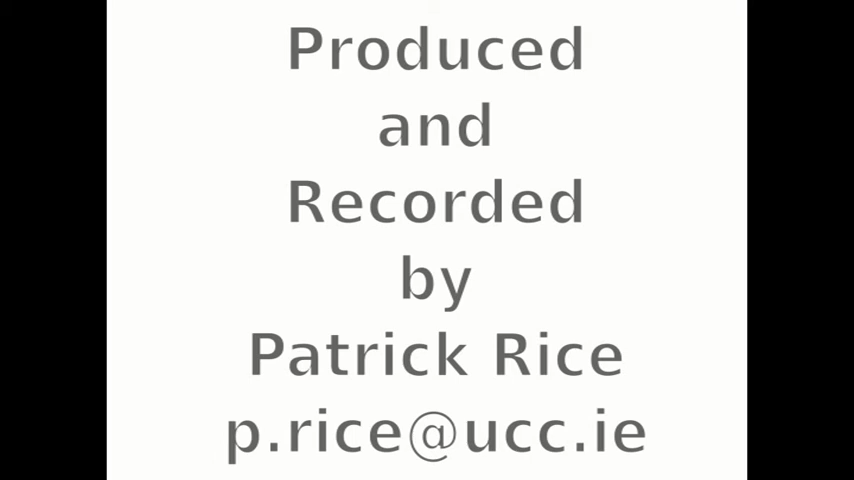 Produced
and
Recorded
by
Patrick Rice
p.rice@ucc.ie